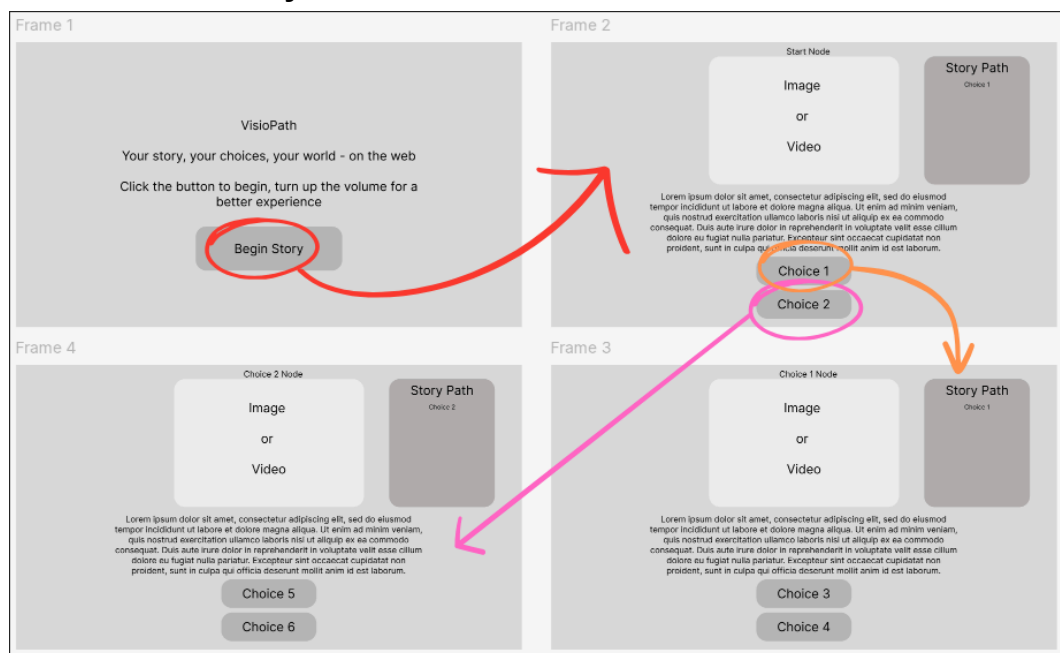 Frame 1
VisioPath
Your story, your choices, your world - on the web
Click the button to begin, turn up the volume for a
better experience
Begin Story
Frame 2
Start Node
Image
or
Video
Story Path
Choice 1
Lorem ipsum dolor sit amet, consectetur adipiscing elit, sed do eiusmod
tempor incididunt ut labore et dolore magna aliqua. Ut enim ad minim veniam,
quis nostrud exercitation ullamco laboris nisi ut aliquip ex ea commodo
consequat. Duis aute irure dolor in reprehenderit in voluptate velit esse cillum
dolore eu fugiat nulla pariatur. Excepteur sint occaecat cupidatat non
proident, sunt in culpa qui officia deserunt mollit anim id est laborum.
Choice 1
Choice 2
Frame 4
Choice 2 Node
Image
or
Video
Story Path
Choice 2
Lorem ipsum dolor sit amet, consectetur adipiscing elit, sed do eiusmod
tempor incididunt ut labore et dolore magna aliqua. Ut enim ad minim veniam,
quis nostrud exercitation ullamco laboris nisi ut aliquip ex ea commodo
consequat. Duis aute irure dolor in reprehenderit in voluptate velit esse cillum
dolore eu fugiat nulla pariatur. Excepteur sint occaecat cupidatat non
proident, sunt in culpa qui officia deserunt mollit anim id est laborum.
Choice 5
Choice 6
Frame 3
Choice 1 Node
Image
or
Video
Story Path
Choice 1
Lorem ipsum dolor sit amet, consectetur adipiscing elit, sed do eiusmod
tempor incididunt ut labore et dolore magna aliqua. Ut enim ad minim veniam,
quis nostrud exercitation ullamco laboris nisi ut aliquip ex ea commodo
consequat. Duis aute irure dolor in reprehenderit in voluptate velit esse cillum
dolore eu fugiat nulla pariatur. Excepteur sint occaecat cupidatat non
proident, sunt in culpa qui officia deserunt mollit anim id est laborum.
Choice 3
Choice 4